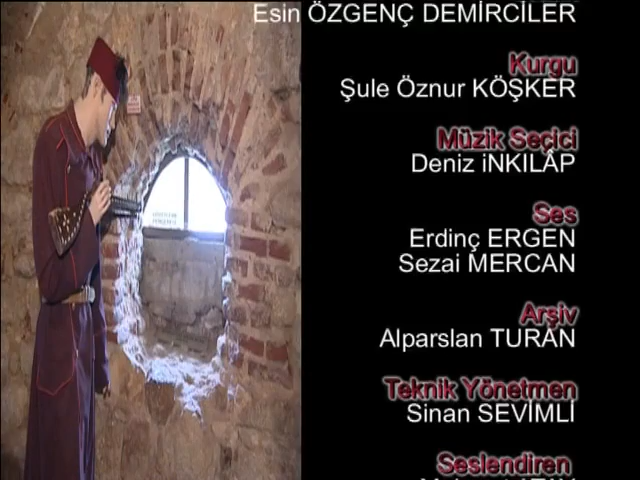 Esin ÖZGENÇ DEMİRCİLER
Kurgu
Şule Öznur KÖŞKER
Müzik Seçici
Deniz iNKILÂP
Ses
Erdinç ERGEN
Sezai MERCAN
Arşiv
Alparslan TURAN
Teknik Yönetmen
Sinan SEVİMLİ
Seslendiren